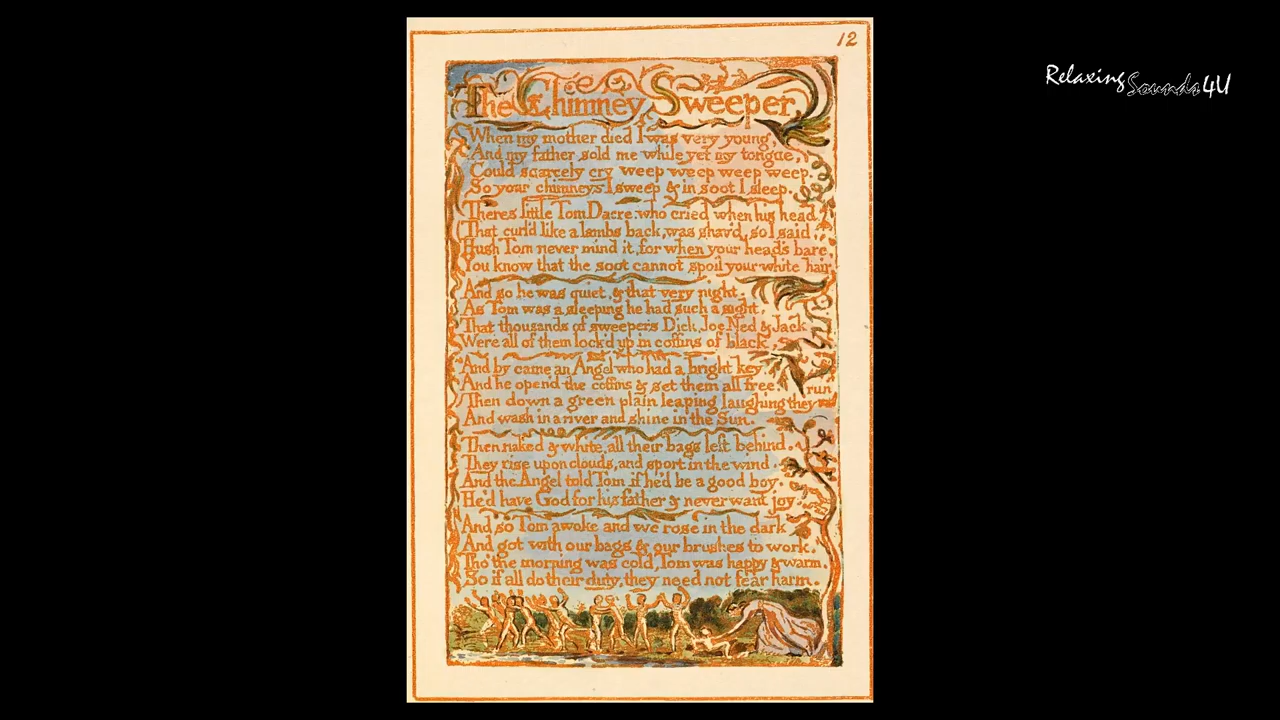 12
Relaxing Sounds4U
The Chimney Sweeper
When my mother died I was very young,
And my father sold me while yet my tongue,
Could scarcely cry weep weep weep weep.
So your chimneys I sweep & in soot I sleep.
Theres little Tom Dacre, who cried when his head
That curl'd like a lambs back, was shav'd, so I said.
Hush Tom never mind it, for when your head's bare,
You know that the soot cannot spoil your white hair
And so he was quiet, & that very night.
As Tom was a sleeping he had such a sight
That thousands of sweepers Dick, Joe Ned & Jack
Were all of them lock'd up in coffins of black,
And by came an Angel who had a bright key
And he open'd the coffins & set them all free.
Then down a green plain leaping laughing they run
And wash in a river and shine in the Sun.
Then naked & white, all their bags left behind.
They rise upon clouds, and sport in the wind.
And the Angel told Tom, if he'd be a good boy,
He'd have God for his father & never want joy.
And so Tom awoke and we rose in the dark
And got with our bags & our brushes to work.
Tho' the morning was cold, Tom was happy & warm.
So if all do their duty, they need not fear harm.